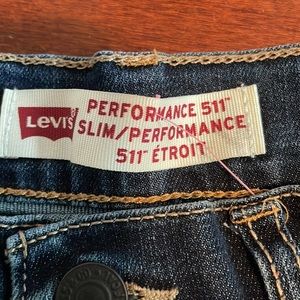 Levi's
PERFORMANCE 511™
SLIM/PERFORMANCE
511™ ÉTROIT